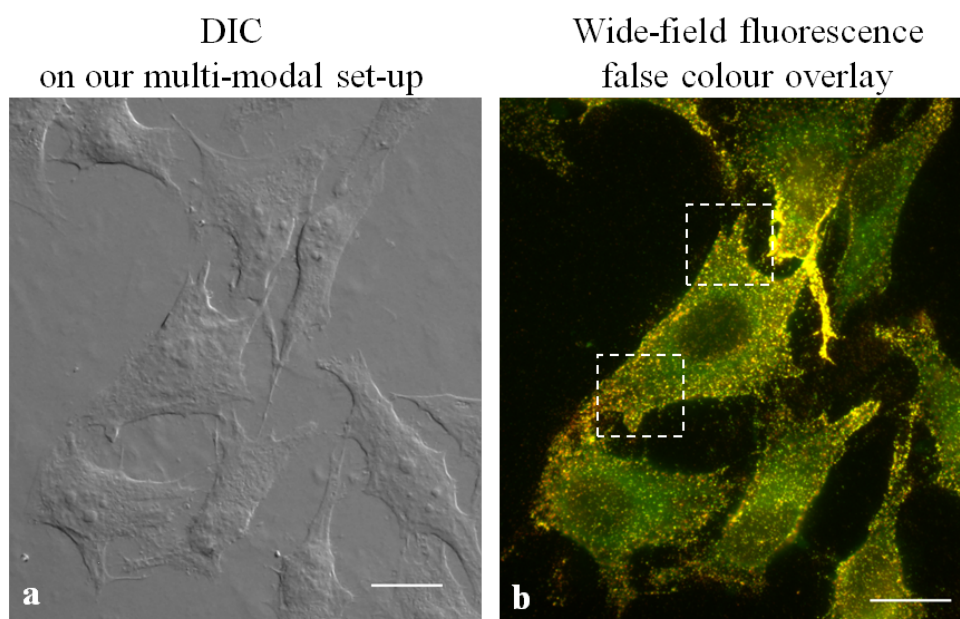 DIC
on our multi-modal set-up
Wide-field fluorescence
false colour overlay
a
b